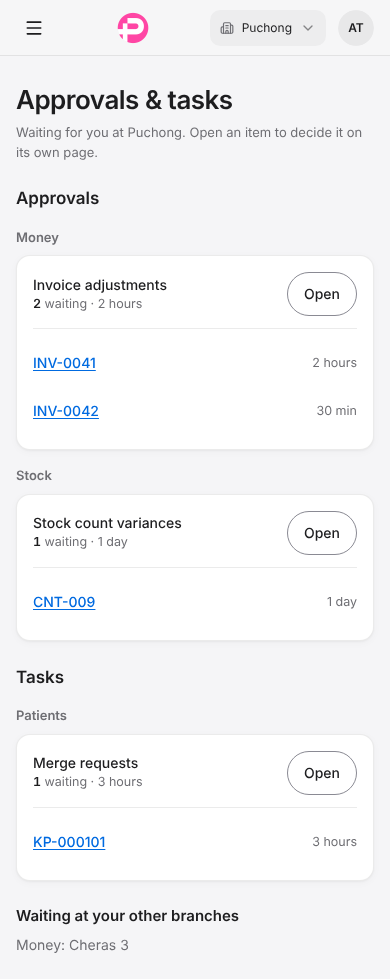 Puchong
AT
Approvals & tasks
Waiting for you at Puchong. Open an item to decide it on
its own page.
Approvals
Money
Invoice adjustments
2 waiting · 2 hours
Open
INV-0041
2 hours
INV-0042
30 min
Stock
Stock count variances
1 waiting · 1 day
Open
CNT-009
1 day
Tasks
Patients
Merge requests
1 waiting · 3 hours
Open
KP-000101
3 hours
Waiting at your other branches
Money: Cheras 3